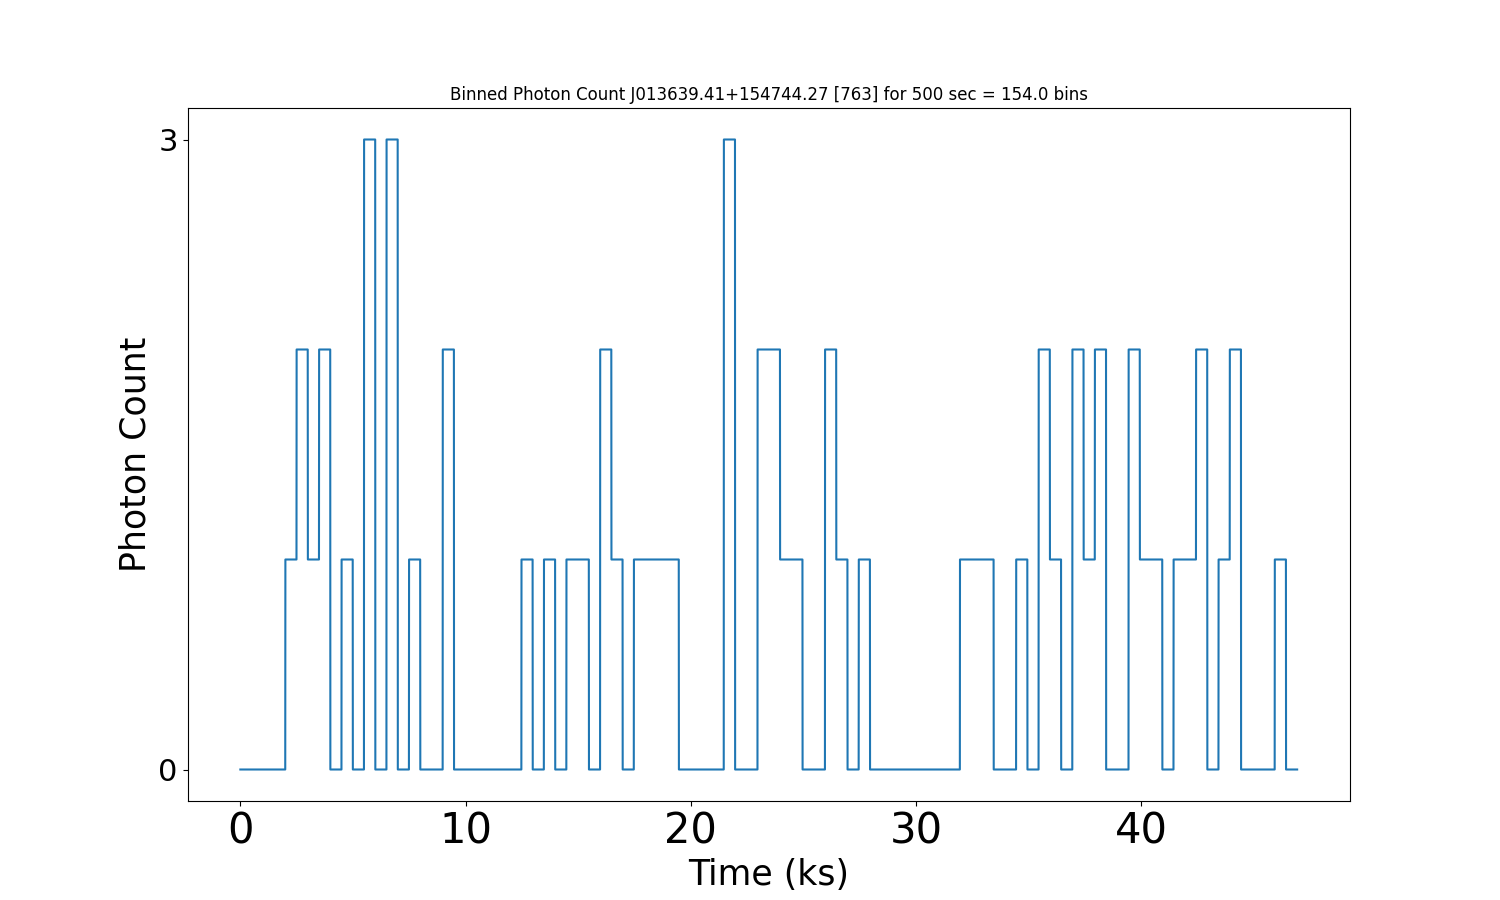 Binned Photon Count J013639.41+154744.27 [763] for 500 sec = 154.0 bins
3
Photon Count
0
0 10 20 30 40
Time (ks)